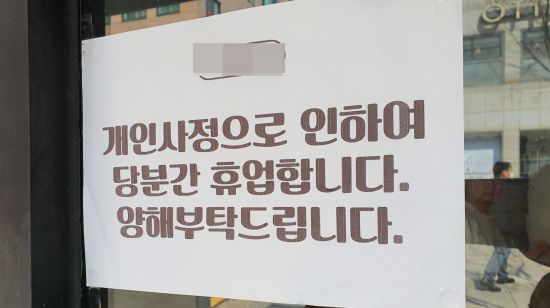 개인사정으로 인하여
당분간 휴업합니다.
양해부탁드립니다.